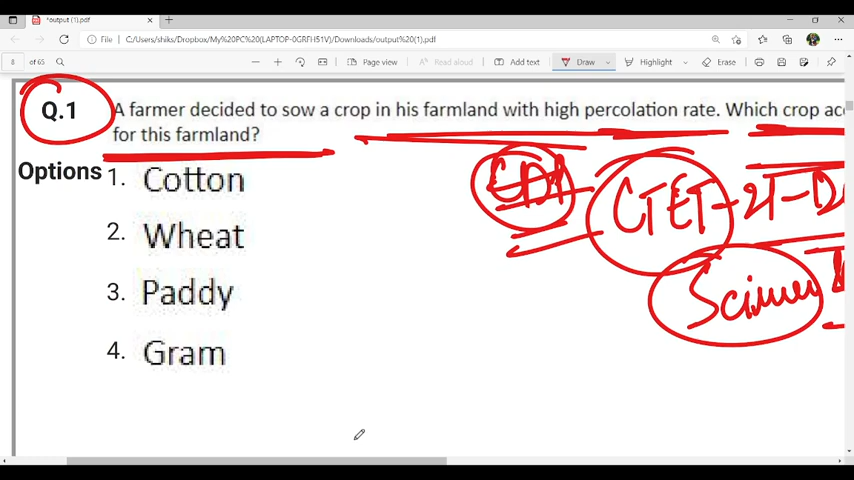 *output (1).pdf
File
C:/Users/shiks/Dropbox/My%20PC%20(LAPTOP-0GRFH51V)/Downloads/output%20(1).pdf
8 of 65
Page view
Read aloud
Add text
Draw
Highlight
Erase
Q.1
A farmer decided to sow a crop in his farmland with high percolation rate. Which crop
for this farmland?
Options
1. Cotton
2. Wheat
3. Paddy
4. Gram
CTET-21-